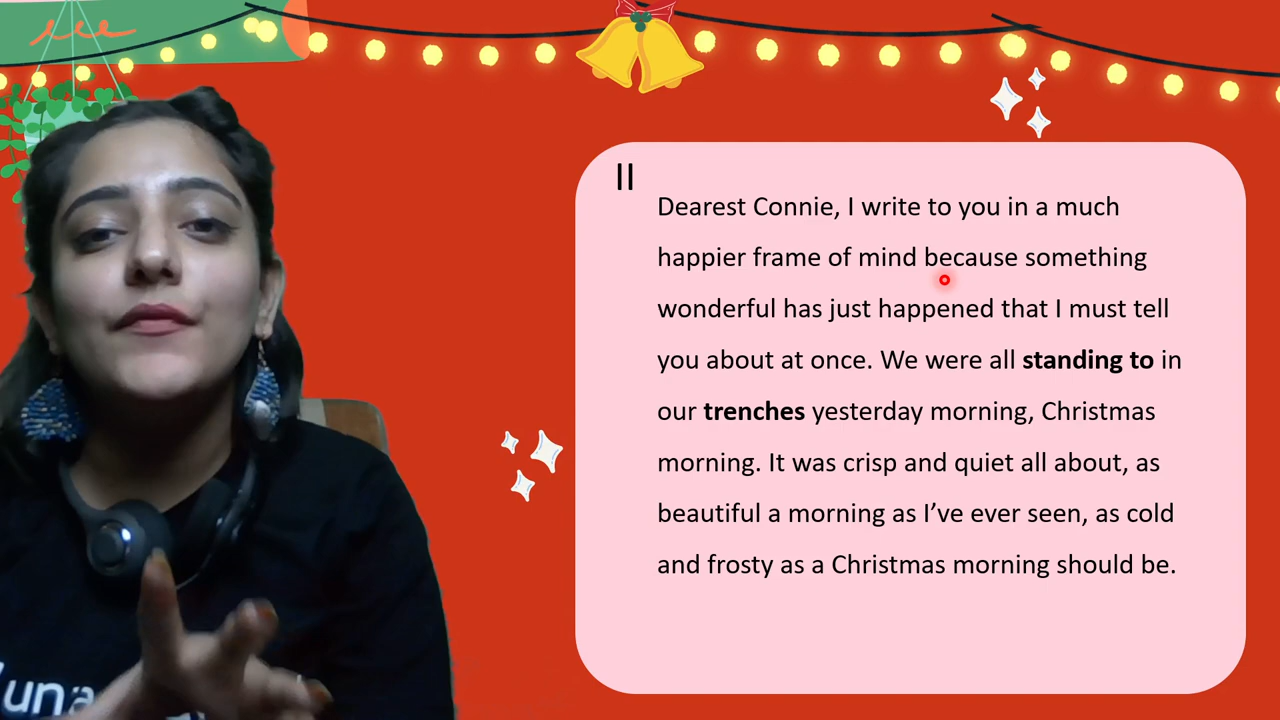 II
Dearest Connie, I write to you in a much
happier frame of mind because something
wonderful has just happened that I must tell
you about at once. We were all standing to in
our trenches yesterday morning, Christmas
morning. It was crisp and quiet all about, as
beautiful a morning as I’ve ever seen, as cold
and frosty as a Christmas morning should be.